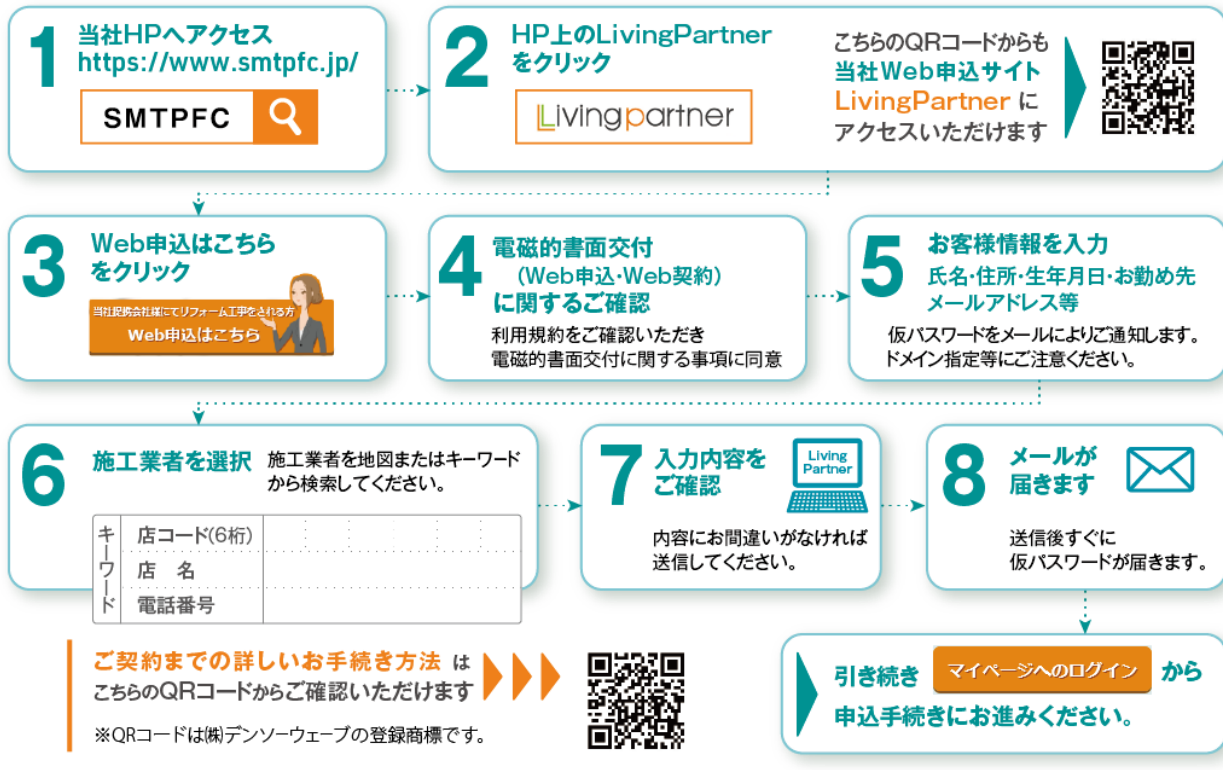 1
当社HPへアクセス
https://www.smtpfc.jp/
SMTPFC
2
HP上のLivingPartner
をクリック
Livingpartner
こちらのQRコードからも
当社Web申込サイト
LivingPartner に
アクセスいただけます
3
Web申込はこちら
をクリック
当社提携会社様にてリフォーム工事をされる方
Web申込はこちら
4
電磁的書面交付
(Web申込・Web契約)
に関するご確認
利用規約をご確認いただき
電磁的書面交付に関する事項に同意
5
お客様情報を入力
氏名・住所・生年月日・お勤め先
メールアドレス等
仮パスワードをメールによりご通知します。
ドメイン指定等にご注意ください。
6
施工業者を選択
施工業者を地図またはキーワード
から検索してください。
キーワード
店コード(6桁)
店 名
電話番号
7
入力内容を
ご確認
Living
Partner
内容にお間違いがなければ
送信してください。
8
メールが
届きます
送信後すぐに
仮パスワードが届きます。
ご契約までの詳しいお手続き方法 は
こちらのQRコードからご確認いただけます
※QRコードは㈱デンソーウェーブの登録商標です。
引き続き マイページへのログイン から
申込手続きにお進みください。